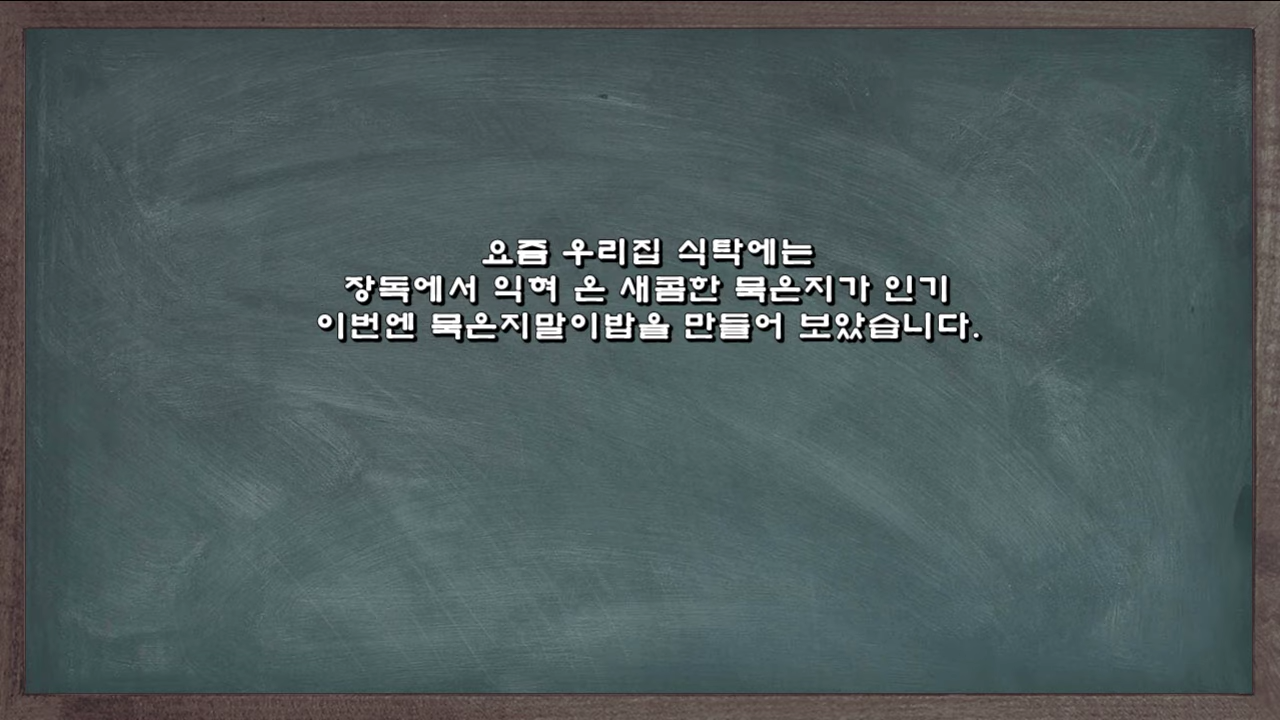 요즘 우리집 식탁에는
장독에서 익혀 온 새콤한 묵은지가 인기
이번엔 묵은지말이밥을 만들어 보았습니다.